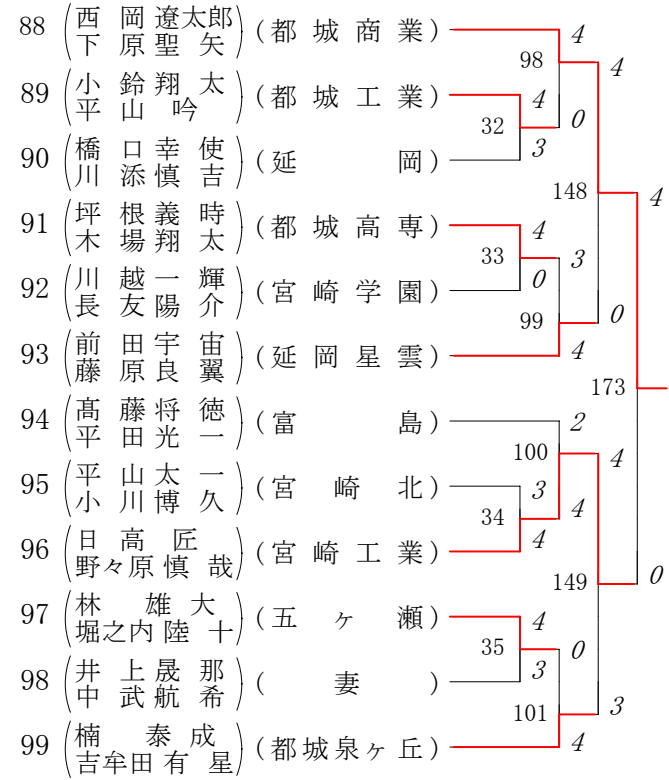 88 (西岡遼太郎 下原聖矢) (都城商業)
89 (小鈴翔太 平山吟) (都城工業)
90 (橋口幸使 川添慎吉) (延岡)
91 (坪根義時 木場翔太) (都城高専)
92 (川越一輝 長友陽介) (宮崎学園)
93 (前田宇宙 藤原良翼) (延岡星雲)
94 (髙藤将徳 平田光一) (富島)
95 (平山太一 小川博久) (宮崎北)
96 (日高匠 野々原慎哉) (宮崎工業)
97 (林雄大 堀之内陸十) (五ヶ瀬)
98 (井上晟那 中武航希) (妻)
99 (楠泰成 吉牟田有星) (都城泉ヶ丘)
4
98
4
4
0
32
3
148
4
4
33
3
0
99
0
4
173
2
100
4
3
4
34
4
149
0
4
35
0
3
101
3
4